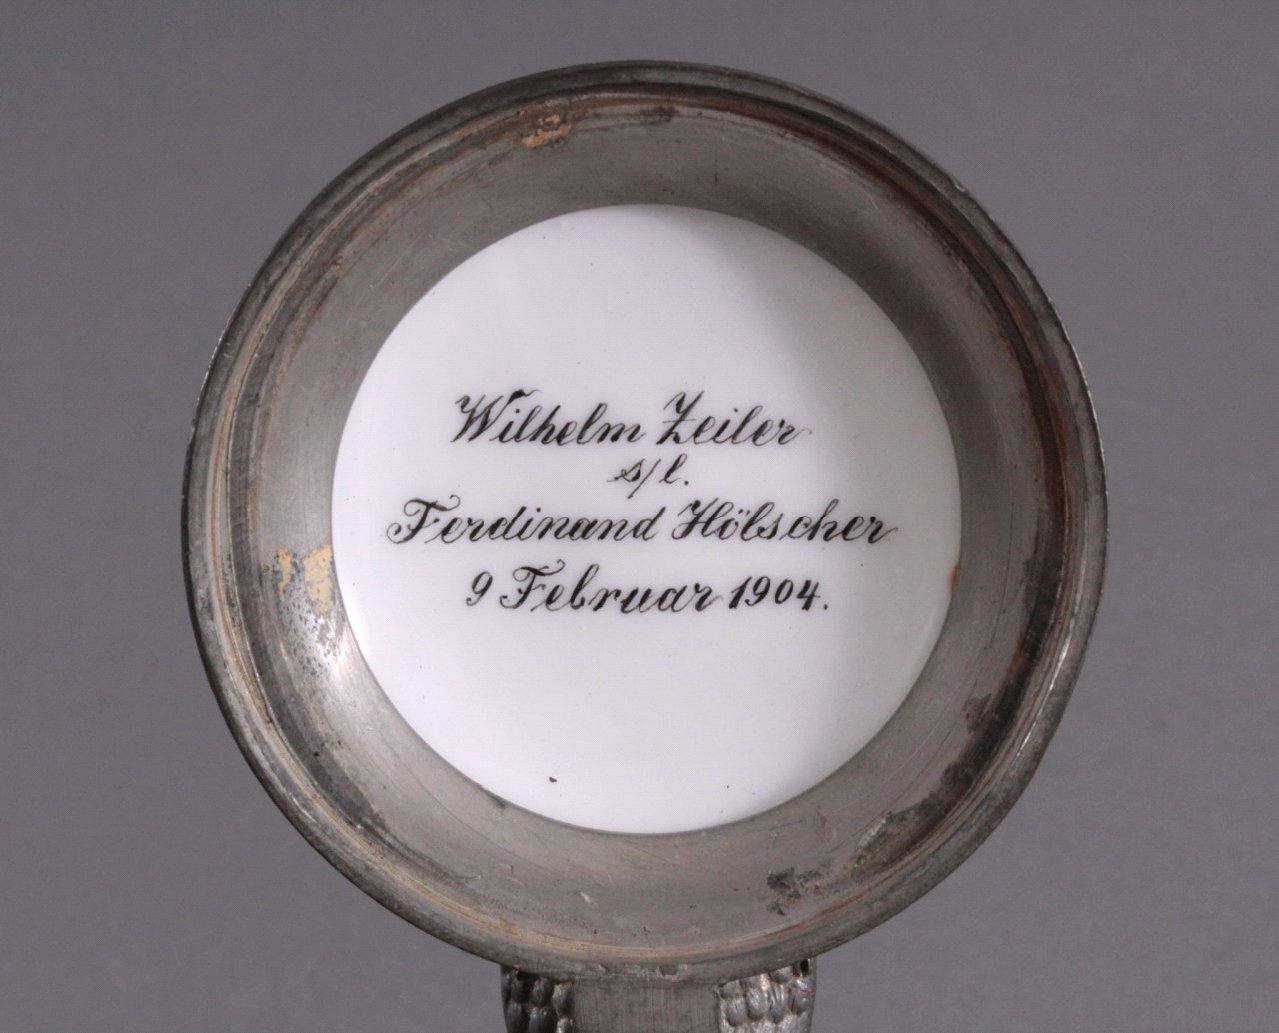 Wilhelm Zeiler
s/l.
Ferdinand Hölscher
9 Februar 1904.